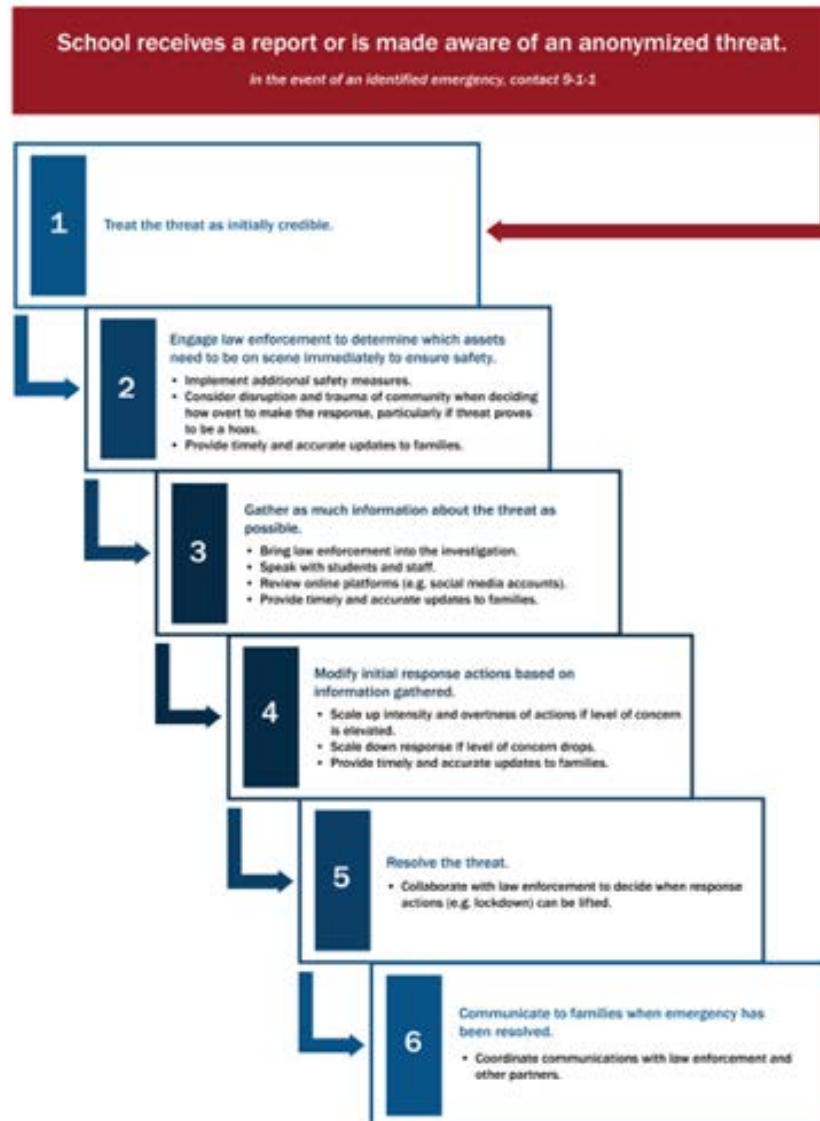 School receives a report or is made aware of an anonymized threat.
In the event of an identified emergency, contact 9-1-1
1
Treat the threat as initially credible.
2
Engage law enforcement to determine which assets
need to be on scene immediately to ensure safety.
• Implement additional safety measures.
• Consider disruption and trauma of community when deciding
how overt to make the response, particularly if threat proves
to be a hoax.
• Provide timely and accurate updates to families.
3
Gather as much information about the threat as
possible.
• Bring law enforcement into the investigation.
• Speak with students and staff.
• Review online platforms (e.g. social media accounts).
• Provide timely and accurate updates to families.
4
Modify initial response actions based on
information gathered.
• Scale up intensity and overtness of actions if level of concern
is elevated.
• Scale down response if level of concern drops.
• Provide timely and accurate updates to families.
5
Resolve the threat.
• Collaborate with law enforcement to decide when response
actions (e.g. lockdown) can be lifted.
6
Communicate to families when emergency has
been resolved.
• Coordinate communications with law enforcement and
other partners.